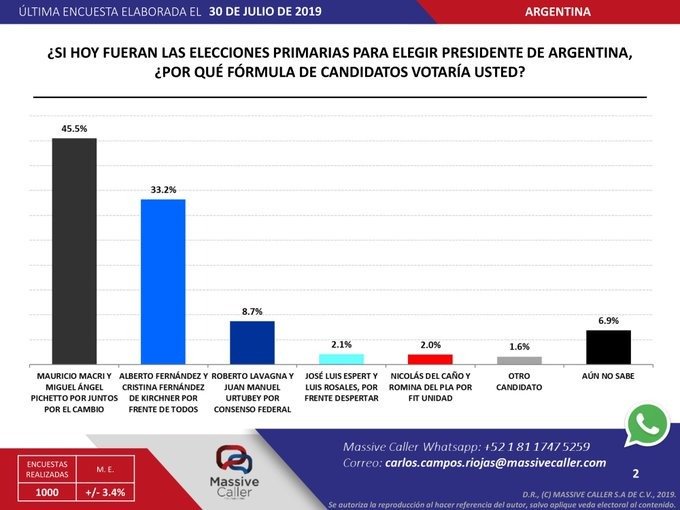 ÚLTIMA ENCUESTA ELABORADA EL 30 DE JULIO DE 2019
ARGENTINA
¿SI HOY FUERAN LAS ELECCIONES PRIMARIAS PARA ELEGIR PRESIDENTE DE ARGENTINA,
¿POR QUÉ FÓRMULA DE CANDIDATOS VOTARÍA USTED?
45.5%
33.2%
8.7%
2.1%
2.0%
1.6%
6.9%
MAURICIO MACRI Y
MIGUEL ÁNGEL
PICHETTO POR JUNTOS
POR EL CAMBIO
ALBERTO FERNÁNDEZ Y
CRISTINA FERNÁNDEZ
DE KIRCHNER POR
FRENTE DE TODOS
ROBERTO LAVAGNA Y
JUAN MANUEL
URTUBEY POR
CONSENSO FEDERAL
JOSÉ LUIS ESPERT Y
LUIS ROSALES, POR
FRENTE DESPERTAR
NICOLÁS DEL CAÑO Y
ROMINA DEL PLA POR
FIT UNIDAD
OTRO
CANDIDATO
AÚN NO SABE
ENCUESTAS
REALIZADAS
M. E.
1000
+/- 3.4%
Massive
Caller
Massive Caller Whatsapp: +52 1 81 1747 5259
Correo: carlos.campos.riojas@massivecaller.com
2
D.R., (C) MASSIVE CALLER S.A DE C.V., 2019.
Se autoriza la reproducción al hacer referencia del autor, salvo aplique veda electoral al contenido.